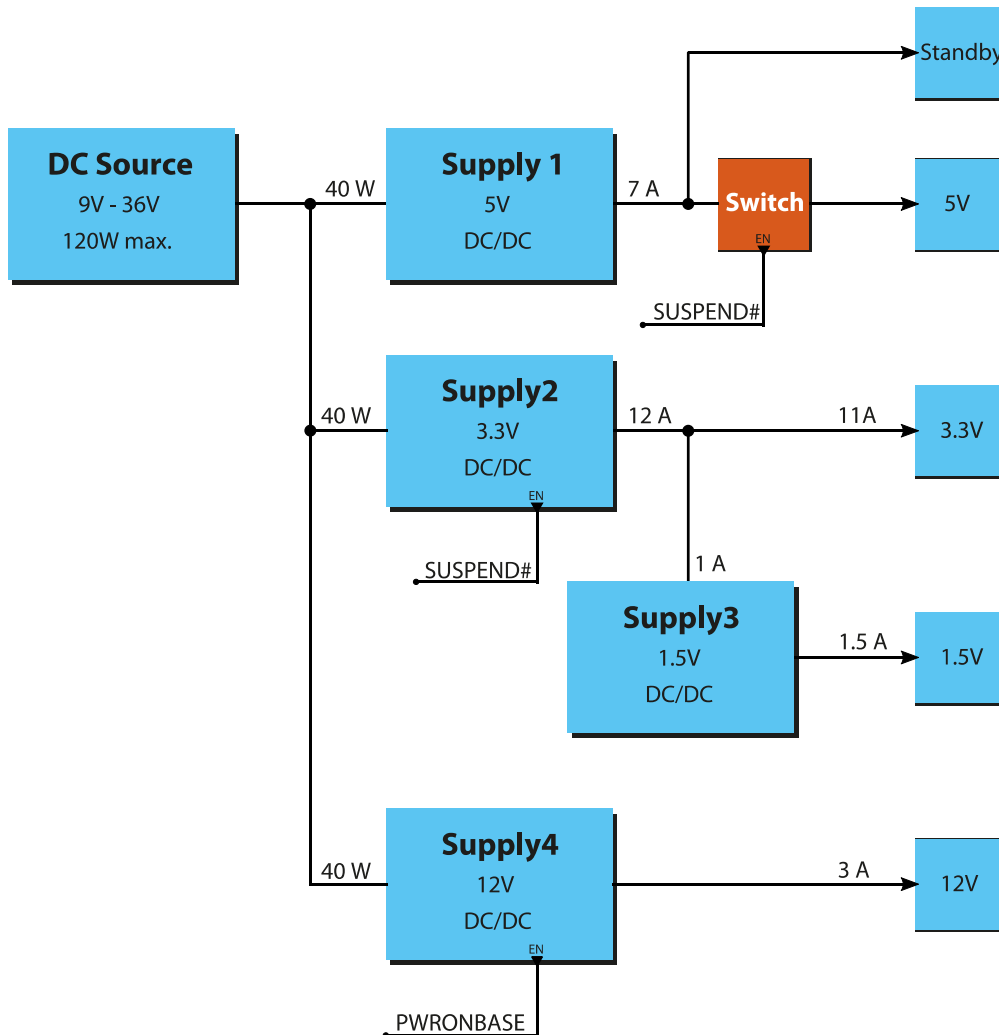 Standby
DC Source
9V - 36V
120W max.
40 W
Supply 1
5V
DC/DC
7 A
Switch
EN
5V
SUSPEND#
40 W
Supply2
3.3V
DC/DC
EN
12 A
11A
3.3V
SUSPEND#
1 A
Supply3
1.5V
DC/DC
1.5 A
1.5V
40 W
Supply4
12V
DC/DC
EN
3 A
12V
PWRONBASE